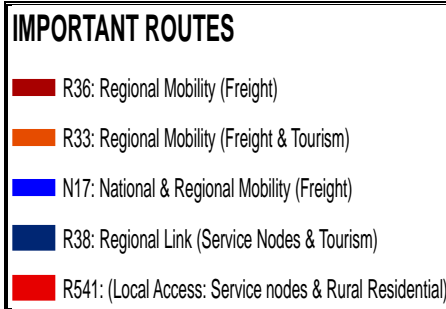 IMPORTANT ROUTES
R36: Regional Mobility (Freight)
R33: Regional Mobility (Freight & Tourism)
N17: National & Regional Mobility (Freight)
R38: Regional Link (Service Nodes & Tourism)
R541: (Local Access: Service nodes & Rural Residential)